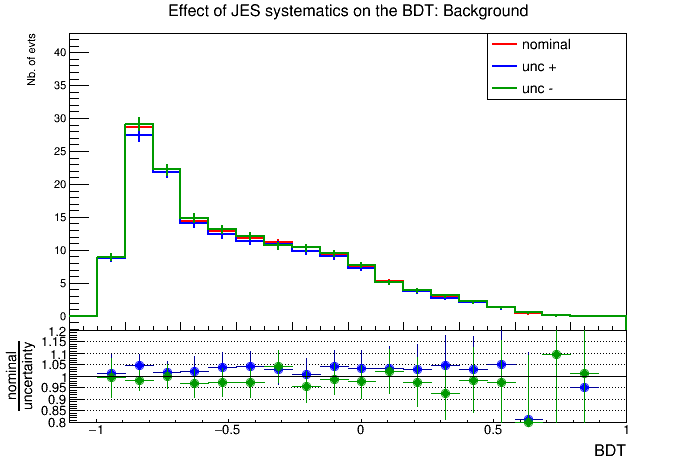 Effect of JES systematics on the BDT: Background
Nb. of evts
nominal
unc +
unc -
40
35
30
25
20
15
10
5
0
nominal
uncertainty
1.2
1.15
1.1
1.05
1
0.95
0.9
0.85
0.8
−1
−0.5
0
0.5
1
BDT